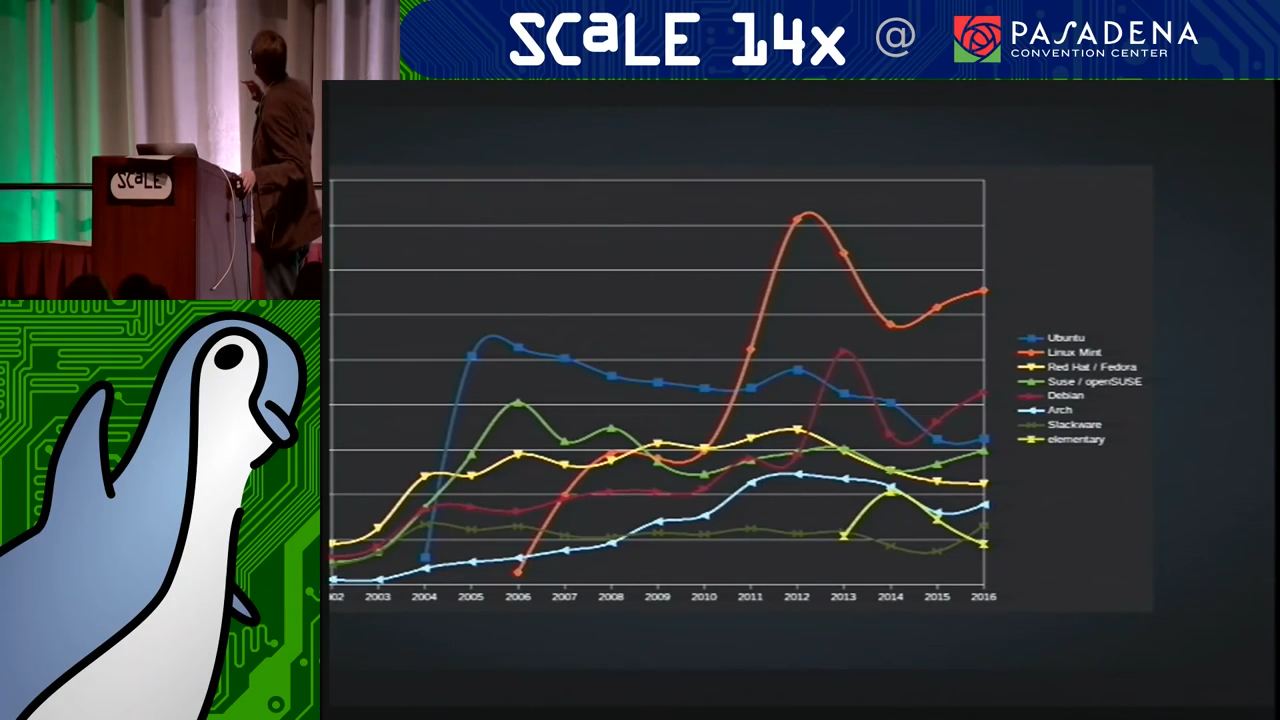 SCaLE 14x @ PASADENA
CONVENTION CENTER
SCaLE
Ubuntu
Linux Mint
Red Hat / Fedora
Suse / openSUSE
Debian
Arch
Slackware
elementary
02 2003 2004 2005 2006 2007 2008 2009 2010 2011 2012 2013 2014 2015 2016